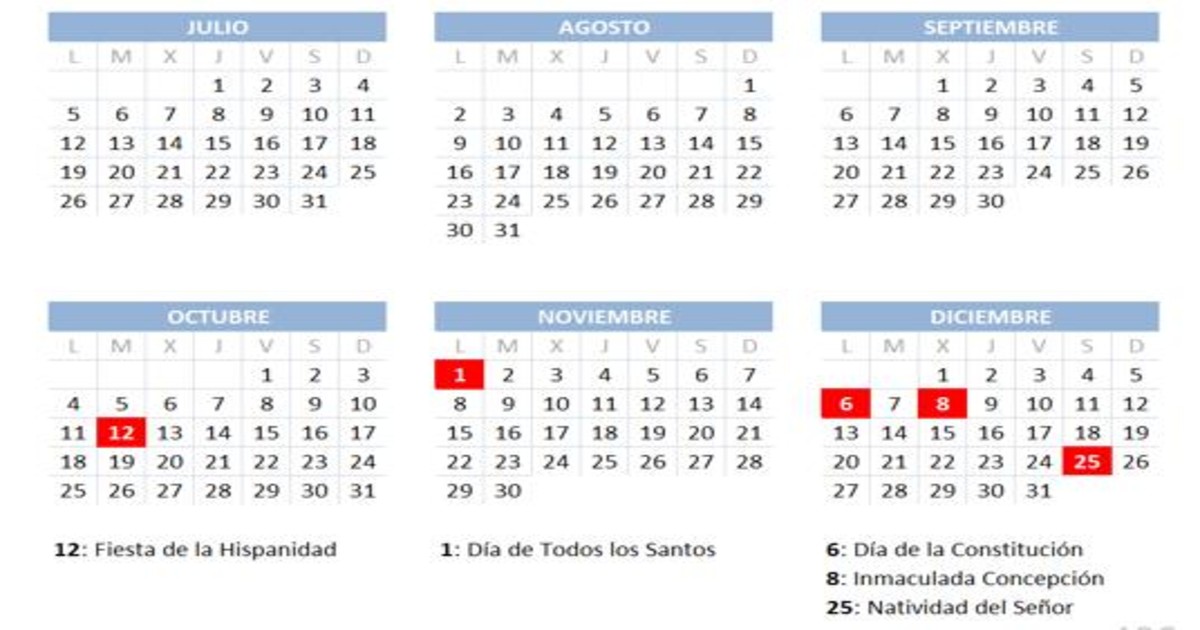 JULIO
L M X J V S D
1 2 3 4
5 6 7 8 9 10 11
12 13 14 15 16 17 18
19 20 21 22 23 24 25
26 27 28 29 30 31
AGOSTO
L M X J V S D
1
2 3 4 5 6 7 8
9 10 11 12 13 14 15
16 17 18 19 20 21 22
23 24 25 26 27 28 29
30 31
SEPTIEMBRE
L M X J V S D
1 2 3 4 5
6 7 8 9 10 11 12
13 14 15 16 17 18 19
20 21 22 23 24 25 26
27 28 29 30
OCTUBRE
L M X J V S D
1 2 3
4 5 6 7 8 9 10
11 12 13 14 15 16 17
18 19 20 21 22 23 24
25 26 27 28 29 30 31
12: Fiesta de la Hispanidad
NOVIEMBRE
L M X J V S D
1 2 3 4 5 6 7
8 9 10 11 12 13 14
15 16 17 18 19 20 21
22 23 24 25 26 27 28
29 30
1: Día de Todos los Santos
DICIEMBRE
L M X J V S D
1 2 3 4 5
6 7 8 9 10 11 12
13 14 15 16 17 18 19
20 21 22 23 24 25 26
27 28 29 30 31
6: Día de la Constitución
8: Inmaculada Concepción
25: Natividad del Señor